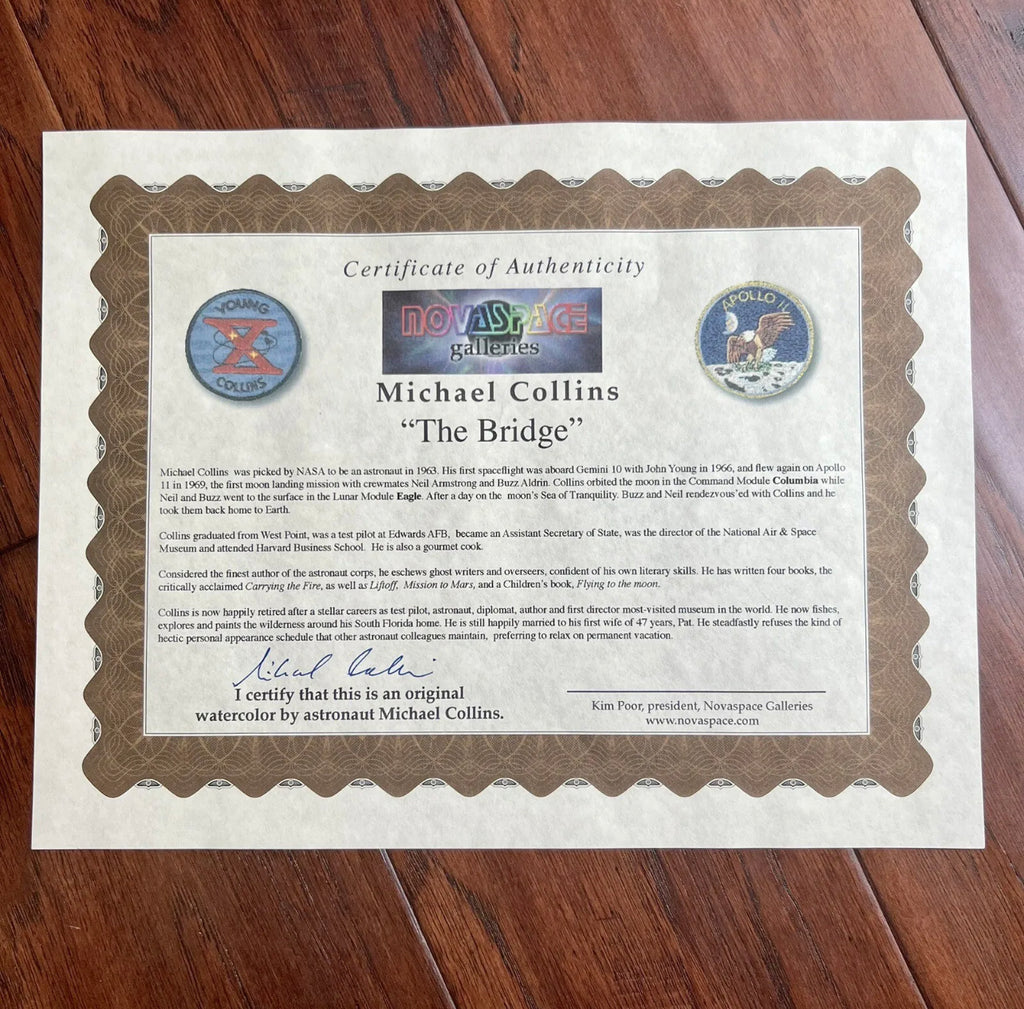 Certificate of Authenticity
YOUNG
X
COLLINS
NOVASPACE
galleries
APOLLO 11
Michael Collins
“The Bridge”
Michael Collins was picked by NASA to be an astronaut in 1963. His first spaceflight was aboard Gemini 10 with John Young in 1966, and flew again on Apollo
11 in 1969, the first moon landing mission with crewmates Neil Armstrong and Buzz Aldrin. Collins orbited the moon in the Command Module Columbia while
Neil and Buzz went to the surface in the Lunar Module Eagle. After a day on the moon’s Sea of Tranquility. Buzz and Neil rendezvous’ed with Collins and he
took them back home to Earth.
Collins graduated from West Point, was a test pilot at Edwards AFB, became an Assistant Secretary of State, was the director of the National Air & Space
Museum and attended Harvard Business School. He is also a gourmet cook.
Considered the finest author of the astronaut corps, he eschews ghost writers and overseers, confident of his own literary skills. He has written four books, the
critically acclaimed Carrying the Fire, as well as Liftoff, Mission to Mars, and a Children’s book, Flying to the moon.
Collins is now happily retired after a stellar careers as test pilot, astronaut, diplomat, author and first director most-visited museum in the world. He now fishes,
explores and paints the wilderness around his South Florida home. He is still happily married to his first wife of 47 years, Pat. He steadfastly refuses the kind of
hectic personal appearance schedule that other astronaut colleagues maintain, preferring to relax on permanent vacation.
Michael Collins
I certify that this is an original
watercolor by astronaut Michael Collins.
Kim Poor, president, Novaspace Galleries
www.novaspace.com